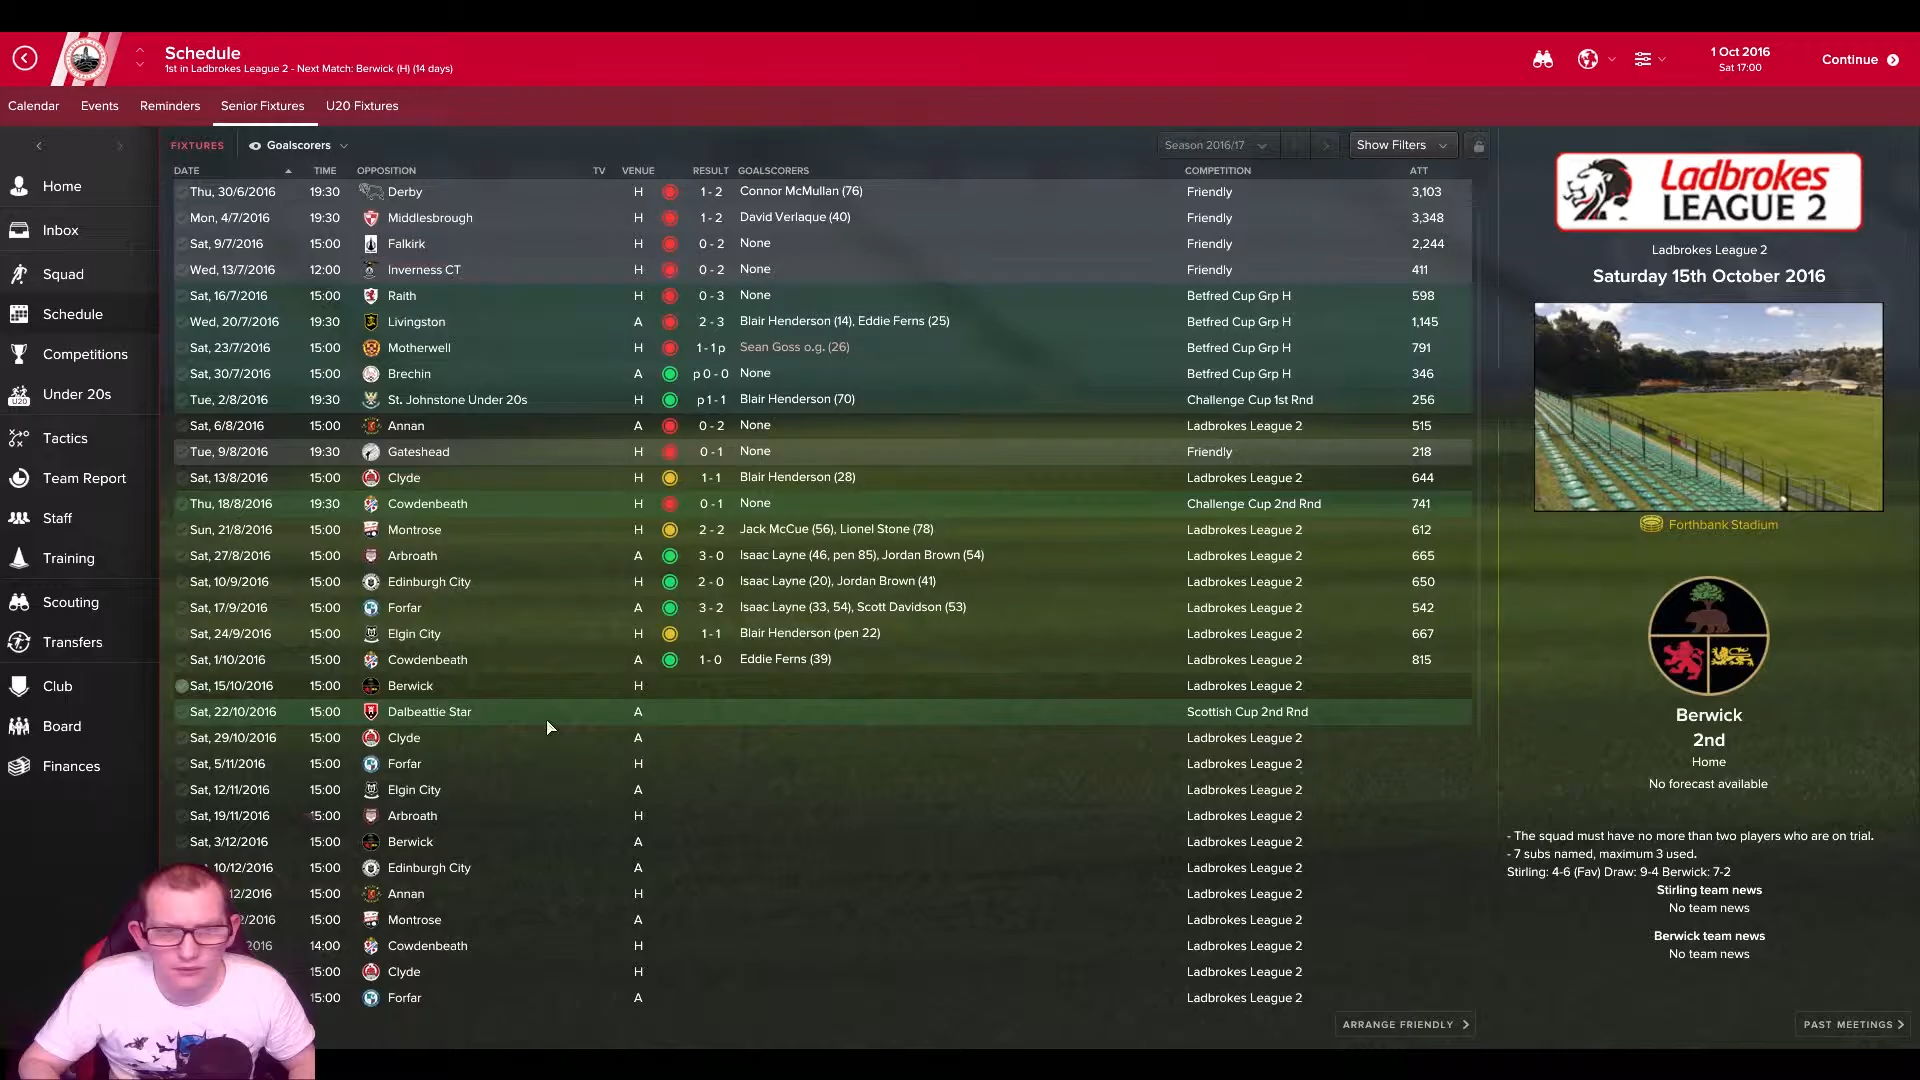 Schedule
1st in Ladbrokes League 2 - Next Match: Berwick (H) (14 days)
1 Oct 2016
Sat 17:00
Continue
Calendar Events Reminders Senior Fixtures U20 Fixtures
Home
Inbox
Squad
Schedule
Competitions
U20 Under 20s
Tactics
Team Report
Staff
Training
Scouting
Transfers
Club
Board
Finances
FIXTURES Goalscorers Season 2016/17 Show Filters
DATE TIME OPPOSITION TV VENUE RESULT GOALSCORERS COMPETITION ATT
Thu, 30/6/2016 19:30 Derby H 1 - 2 Connor McMullan (76) Friendly 3,103
Mon, 4/7/2016 19:30 Middlesbrough H 1 - 2 David Verlaque (40) Friendly 3,348
Sat, 9/7/2016 15:00 Falkirk H 0 - 2 None Friendly 2,244
Wed, 13/7/2016 12:00 Inverness CT H 0 - 2 None Friendly 411
Sat, 16/7/2016 15:00 Raith H 0 - 3 None Betfred Cup Grp H 598
Wed, 20/7/2016 19:30 Livingston A 2 - 3 Blair Henderson (14), Eddie Ferns (25) Betfred Cup Grp H 1,145
Sat, 23/7/2016 15:00 Motherwell H 1 - 1 p Sean Goss o.g. (26) Betfred Cup Grp H 791
Sat, 30/7/2016 15:00 Brechin A p 0 - 0 None Betfred Cup Grp H 346
Tue, 2/8/2016 19:30 St. Johnstone Under 20s H p 1 - 1 Blair Henderson (70) Challenge Cup 1st Rnd 256
Sat, 6/8/2016 15:00 Annan A 0 - 2 None Ladbrokes League 2 515
Tue, 9/8/2016 19:30 Gateshead H 0 - 1 None Friendly 218
Sat, 13/8/2016 15:00 Clyde H 1 - 1 Blair Henderson (28) Ladbrokes League 2 644
Thu, 18/8/2016 19:30 Cowdenbeath H 0 - 1 None Challenge Cup 2nd Rnd 741
Sun, 21/8/2016 15:00 Montrose H 2 - 2 Jack McCue (56), Lionel Stone (78) Ladbrokes League 2 612
Sat, 27/8/2016 15:00 Arbroath A 3 - 0 Isaac Layne (46, pen 85), Jordan Brown (54) Ladbrokes League 2 665
Sat, 10/9/2016 15:00 Edinburgh City H 2 - 0 Isaac Layne (20), Jordan Brown (41) Ladbrokes League 2 650
Sat, 17/9/2016 15:00 Forfar A 3 - 2 Isaac Layne (33, 54), Scott Davidson (53) Ladbrokes League 2 542
Sat, 24/9/2016 15:00 Elgin City H 1 - 1 Blair Henderson (pen 22) Ladbrokes League 2 667
Sat, 1/10/2016 15:00 Cowdenbeath A 1 - 0 Eddie Ferns (39) Ladbrokes League 2 815
Sat, 15/10/2016 15:00 Berwick H Ladbrokes League 2
Sat, 22/10/2016 15:00 Dalbeattie Star A Scottish Cup 2nd Rnd
Sat, 29/10/2016 15:00 Clyde A Ladbrokes League 2
Sat, 5/11/2016 15:00 Forfar H Ladbrokes League 2
Sat, 12/11/2016 15:00 Elgin City A Ladbrokes League 2
Sat, 19/11/2016 15:00 Arbroath H Ladbrokes League 2
Sat, 3/12/2016 15:00 Berwick A Ladbrokes League 2
10/12/2016 15:00 Edinburgh City A Ladbrokes League 2
12/2016 15:00 Annan H Ladbrokes League 2
2/2016 15:00 Montrose A Ladbrokes League 2
2016 14:00 Cowdenbeath H Ladbrokes League 2
15:00 Clyde H Ladbrokes League 2
15:00 Forfar A Ladbrokes League 2
ARRANGE FRIENDLY
Ladbrokes
LEAGUE 2
Ladbrokes League 2
Saturday 15th October 2016
Forthbank Stadium
Berwick
2nd
Home
No forecast available
- The squad must have no more than two players who are on trial.
- 7 subs named, maximum 3 used.
Stirling: 4-6 (Fav) Draw: 9-4 Berwick: 7-2
Stirling team news
No team news
Berwick team news
No team news
PAST MEETINGS